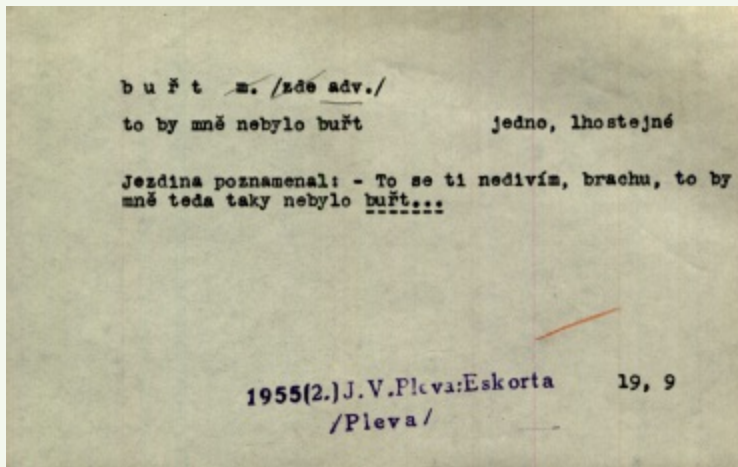 b u ř t m. /zde adv./
to by mně nebylo buřt jedno, lhostejné
Jezdina poznamenal: - To se ti nedivím, brachu, to by
mně teda taky nebylo buřt...
1955(2.) J.V.Pleva:Eskorta 19, 9
/Pleva/